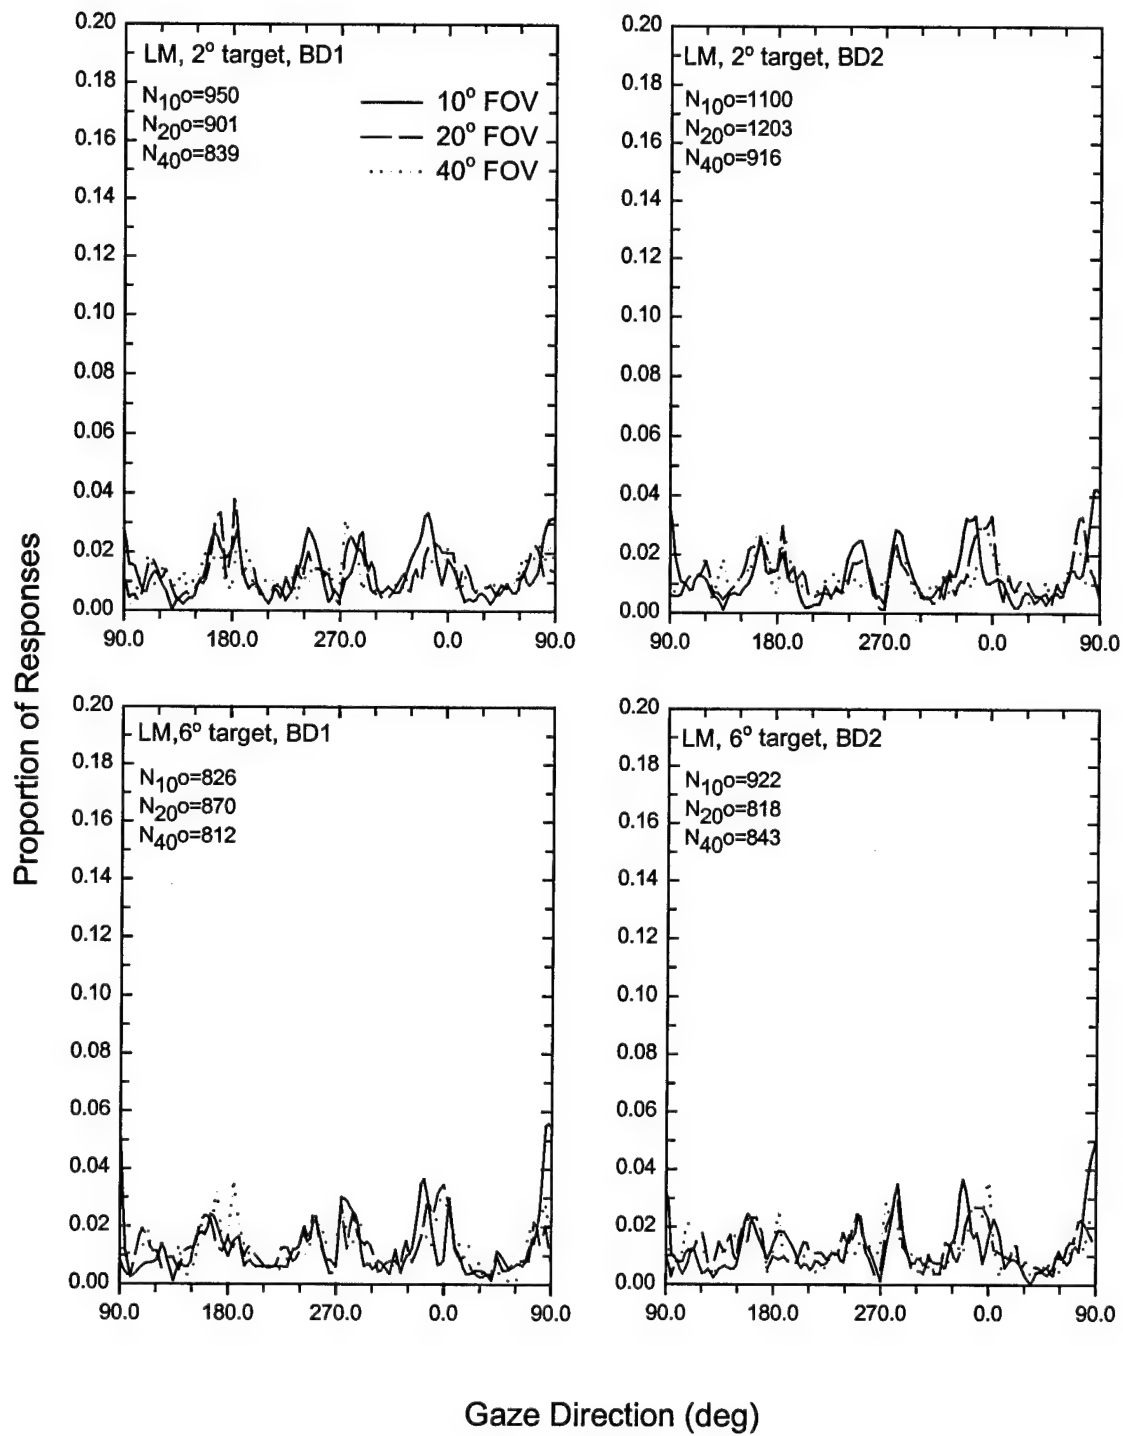 Proportion of Responses
LM, 2° target, BD1
N10o=950
N20o=901
N40o=839
10° FOV
20° FOV
40° FOV
0.20
0.18
0.16
0.14
0.12
0.10
0.08
0.06
0.04
0.02
0.00
90.0 180.0 270.0 0.0 90.0
LM, 2° target, BD2
N10o=1100
N20o=1203
N40o=916
0.20
0.18
0.16
0.14
0.12
0.10
0.08
0.06
0.04
0.02
0.00
90.0 180.0 270.0 0.0 90.0
LM,6° target, BD1
N10o=826
N20o=870
N40o=812
0.20
0.18
0.16
0.14
0.12
0.10
0.08
0.06
0.04
0.02
0.00
90.0 180.0 270.0 0.0 90.0
LM, 6° target, BD2
N10o=922
N20o=818
N40o=843
0.20
0.18
0.16
0.14
0.12
0.10
0.08
0.06
0.04
0.02
0.00
90.0 180.0 270.0 0.0 90.0
Gaze Direction (deg)